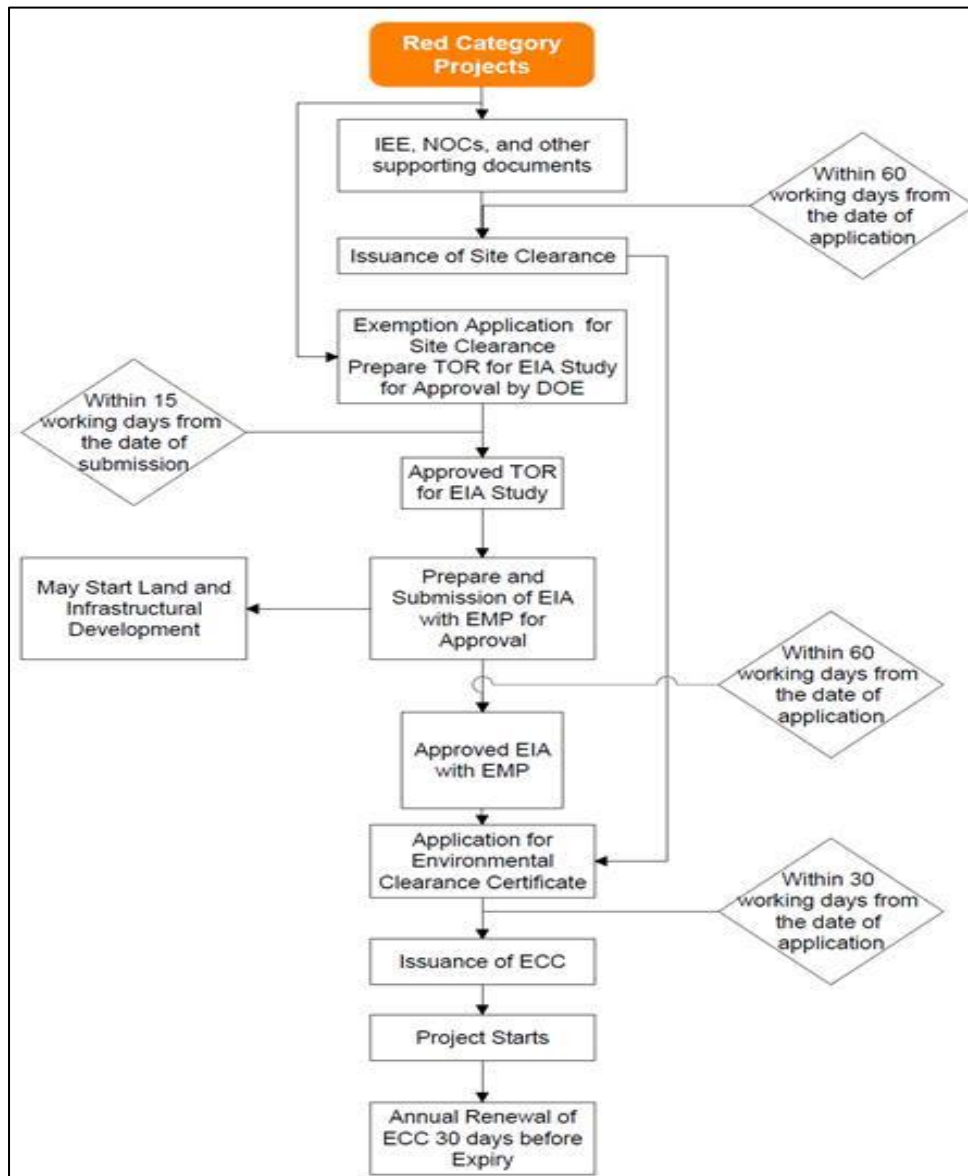 Red Category
Projects
IEE, NOCs, and other
supporting documents
Within 60
working days from
the date of
application
Issuance of Site Clearance
Exemption Application for
Site Clearance
Prepare TOR for EIA Study
for Approval by DOE
Within 15
working days from
the date of
submission
Approved TOR
for EIA Study
May Start Land and
Infrastructural
Development
Prepare and
Submission of EIA
with EMP for
Approval
Within 60
working days from
the date of
application
Approved EIA
with EMP
Application for
Environmental
Clearance Certificate
Within 30
working days from
the date of
application
Issuance of ECC
Project Starts
Annual Renewal of
ECC 30 days before
Expiry